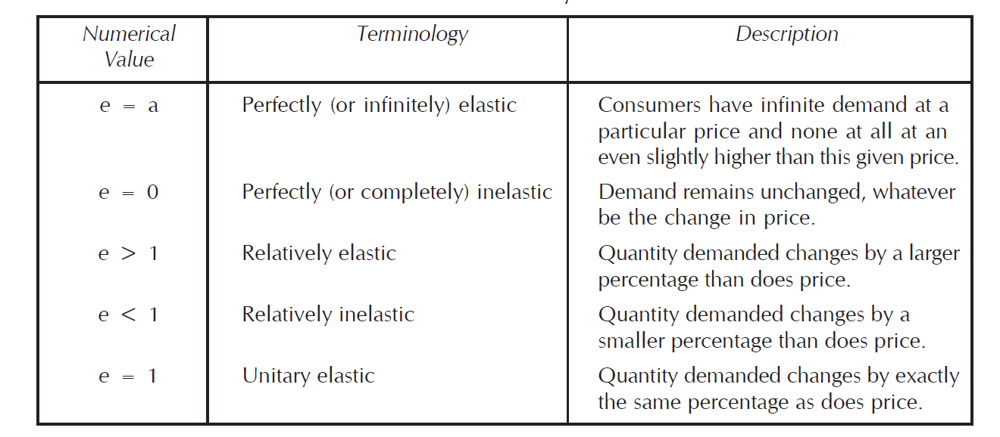 Numerical Value
Terminology
Description
e = a
Perfectly (or infinitely) elastic
Consumers have infinite demand at a
particular price and none at all at an
even slightly higher than this given price.
e = 0
Perfectly (or completely) inelastic
Demand remains unchanged, whatever
be the change in price.
e > 1
Relatively elastic
Quantity demanded changes by a larger
percentage than does price.
e < 1
Relatively inelastic
Quantity demanded changes by a
smaller percentage than does price.
e = 1
Unitary elastic
Quantity demanded changes by exactly
the same percentage as does price.